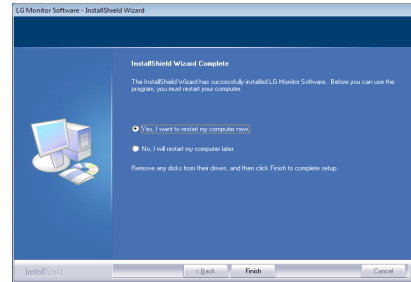 LG Monitor Software - InstallShield Wizard
InstallShield Wizard Complete
The InstallShield Wizard has successfully installed LG Monitor Software. Before you can use the
program, you must restart your computer.
Yes, I want to restart my computer now.
No, I will restart my computer later.
Remove any disks from their drives, and then click Finish to complete setup.
InstallShield
< Back Finish Cancel